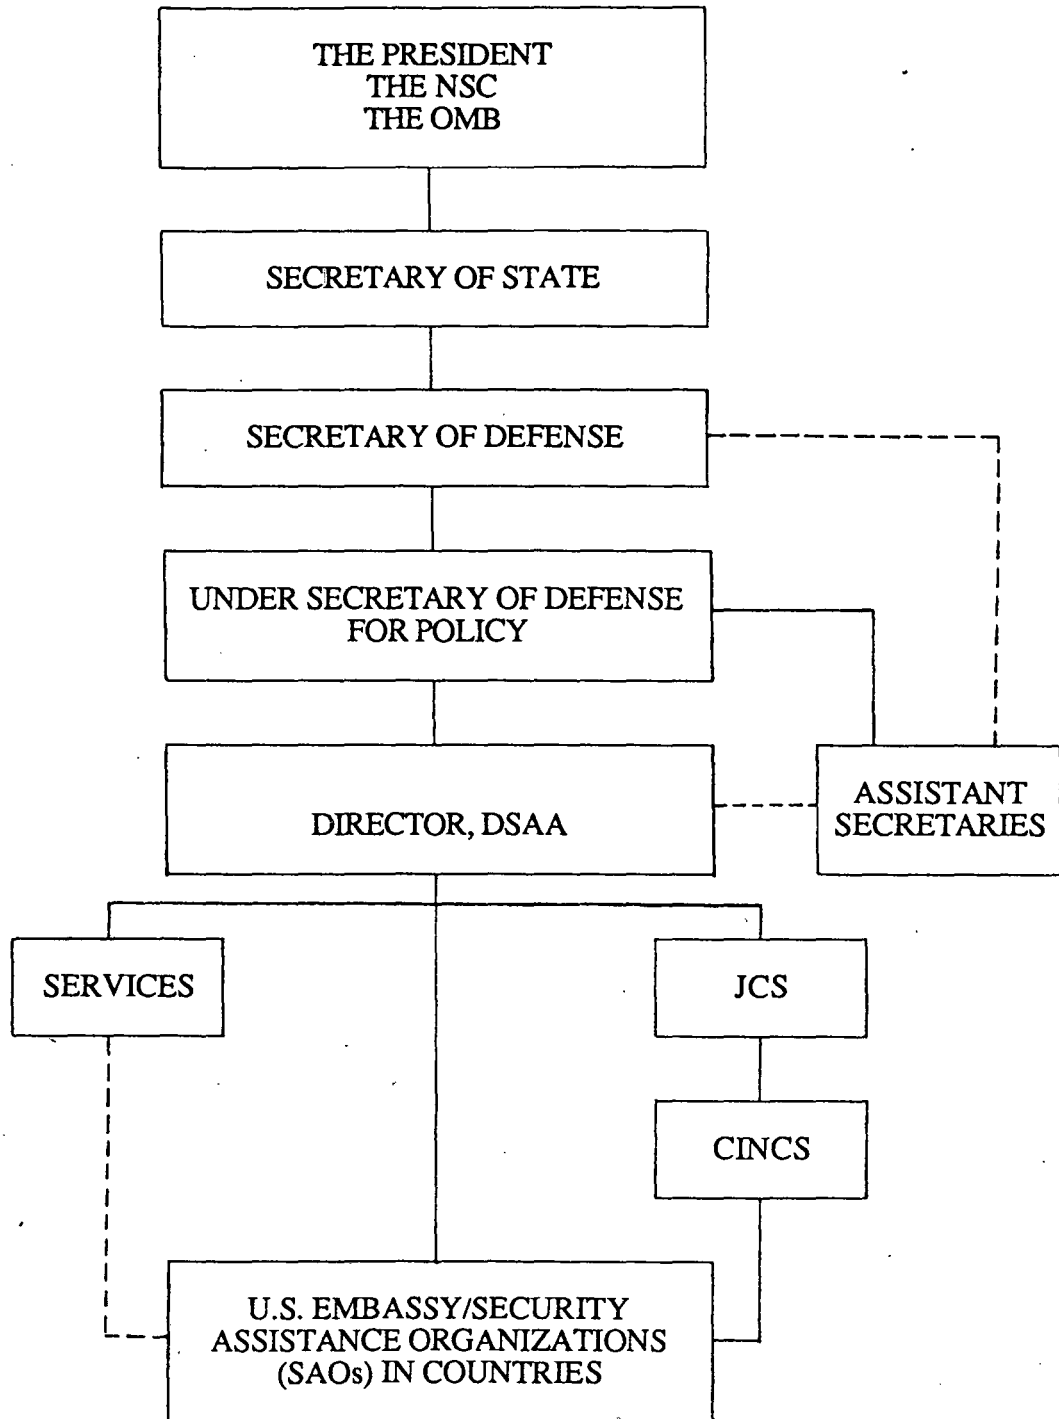 THE PRESIDENT
THE NSC
THE OMB
SECRETARY OF STATE
SECRETARY OF DEFENSE
UNDER SECRETARY OF DEFENSE
FOR POLICY
DIRECTOR, DSAA
ASSISTANT
SECRETARIES
SERVICES
JCS
CINCS
U.S. EMBASSY/SECURITY
ASSISTANCE ORGANIZATIONS
(SAOs) IN COUNTRIES